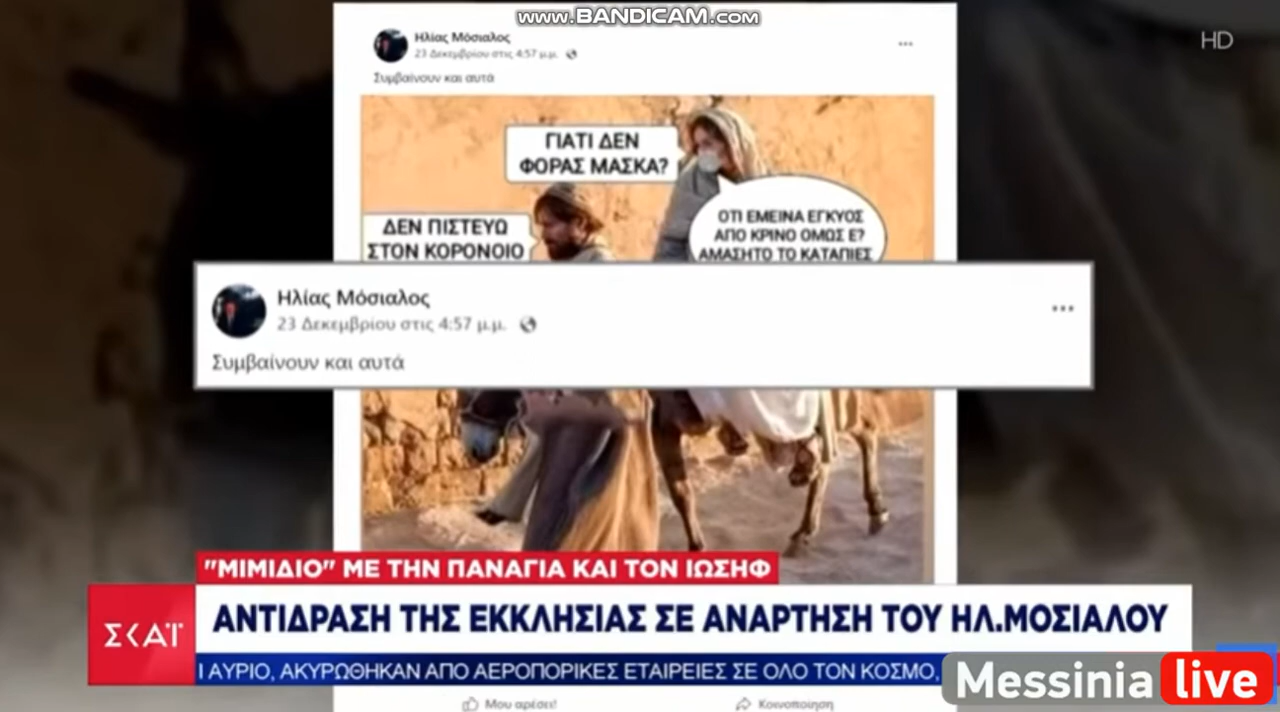 www.BANDICAM.com
HD
Ηλίας Μόσιαλος
23 Δεκεμβρίου στις 4:57 μ.μ.
Συμβαίνουν και αυτά
ΓΙΑΤΙ ΔΕΝ
ΦΟΡΑΣ ΜΑΣΚΑ?
ΔΕΝ ΠΙΣΤΕΥΩ
ΣΤΟΝ ΚΟΡΟΝΟΙΟ
ΟΤΙ ΕΜΕΙΝΑ ΕΓΚΥΟΣ
ΑΠΟ ΚΡΙΝΟ ΟΜΩΣ Ε?
ΑΜΑΣΗΤΟ ΤΟ ΚΑΤΑΠΙΕΣ
Ηλίας Μόσιαλος
23 Δεκεμβρίου στις 4:57 μ.μ.
Συμβαίνουν και αυτά
"ΜΙΜΙΔΙΟ" ΜΕ ΤΗΝ ΠΑΝΑΓΙΑ ΚΑΙ ΤΟΝ ΙΩΣΗΦ
ΣΚΑΪ
ΑΝΤΙΔΡΑΣΗ ΤΗΣ ΕΚΚΛΗΣΙΑΣ ΣΕ ΑΝΑΡΤΗΣΗ ΤΟΥ ΗΛ.ΜΟΣΙΑΛΟΥ
Ι ΑΥΡΙΟ, ΑΚΥΡΩΘΗΚΑΝ ΑΠΟ ΑΕΡΟΠΟΡΙΚΕΣ ΕΤΑΙΡΕΙΕΣ ΣΕ ΟΛΟ ΤΟΝ ΚΟΣΜΟ,
Messinia live
Μου αρέσει!
Κοινοποίηση